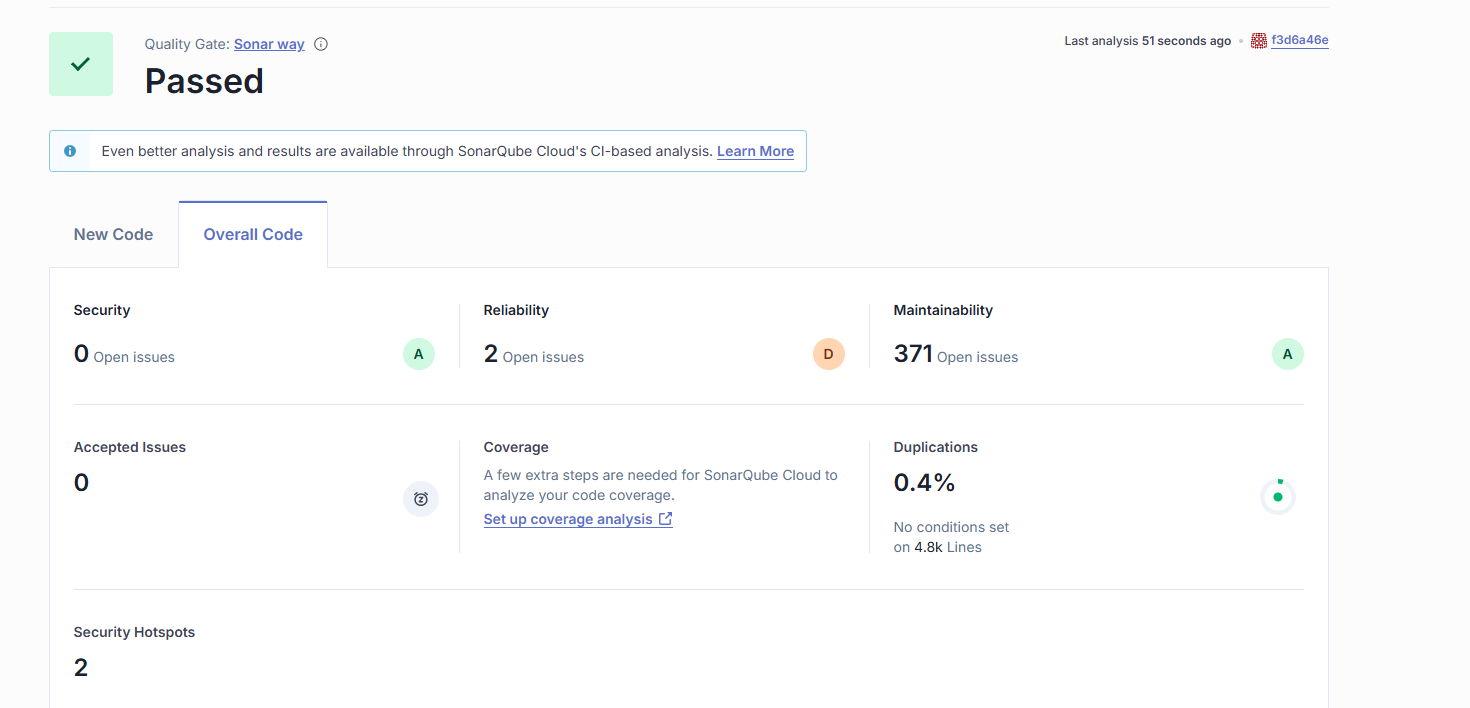 Quality Gate: Sonar way
Last analysis 51 seconds ago • f3d6a46e
Passed
Even better analysis and results are available through SonarQube Cloud's CI-based analysis. Learn More
New Code
Overall Code
Security
0 Open issues
A
Reliability
2 Open issues
D
Maintainability
371 Open issues
A
Accepted Issues
0
Coverage
A few extra steps are needed for SonarQube Cloud to
analyze your code coverage.
Set up coverage analysis
Duplications
0.4%
No conditions set
on 4.8k Lines
Security Hotspots
2